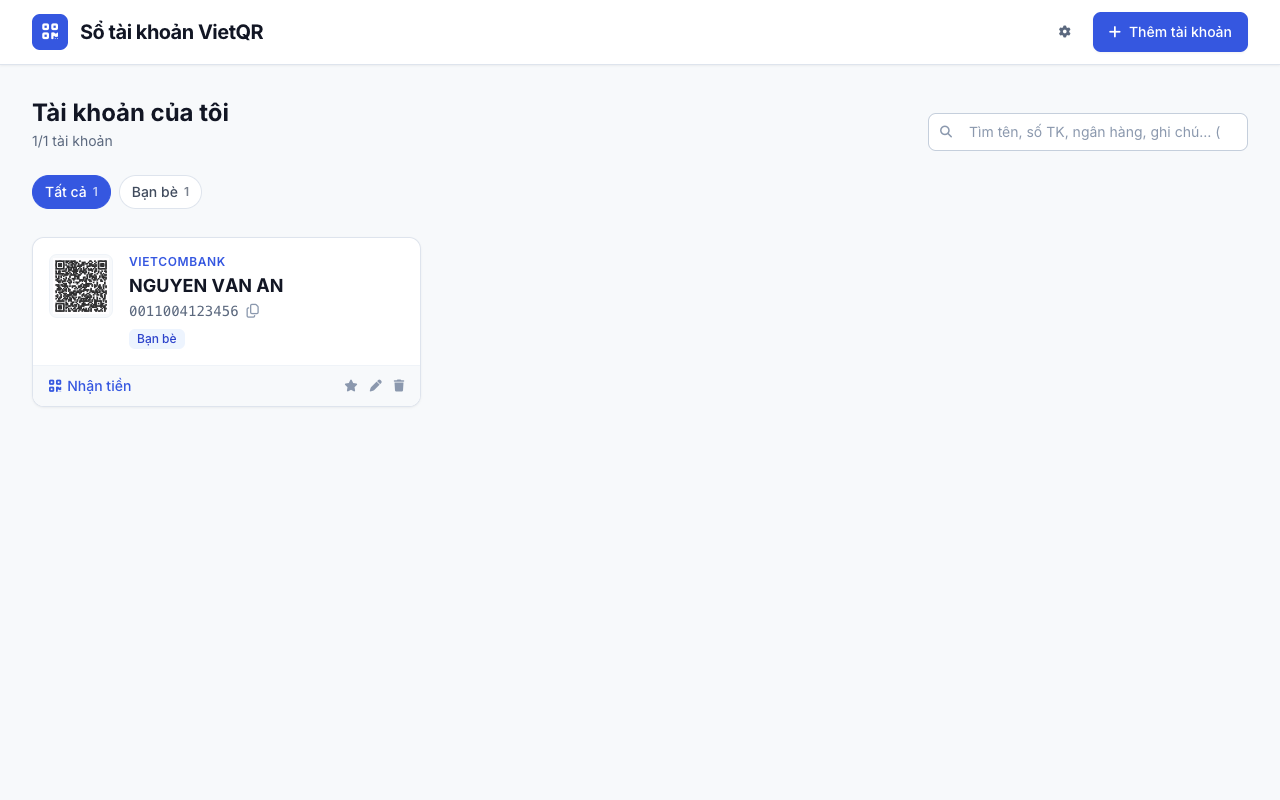 Sổ tài khoản VietQR
Thêm tài khoản
Tài khoản của tôi
1/1 tài khoản
Tìm tên, số TK, ngân hàng, ghi chú... (
Tất cả 1
Bạn bè 1
VIETCOMBANK
NGUYEN VAN AN
0011004123456
Bạn bè
Nhận tiền